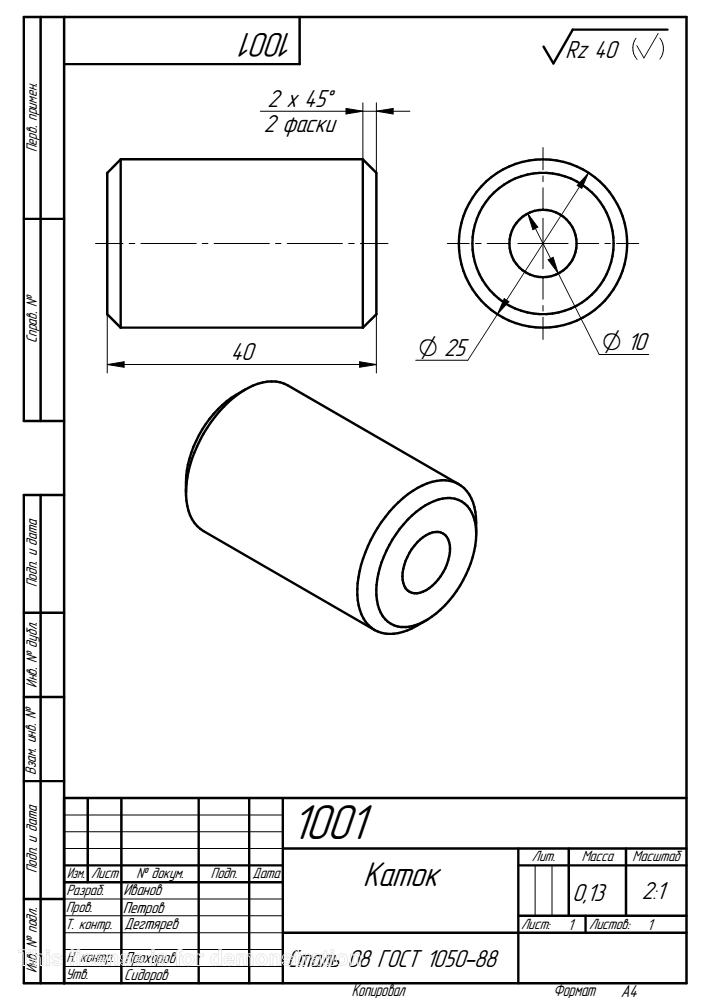 1001
Rz 40 (√)
Перв. примен.
2 x 45°
2 фаски
Справ. №
40
Ø 25
Ø 10
Подп. и дата
Инв. № дубл.
Взам. инв. №
Подп. и дата
Инв. № подл.
1001
Каток
Лит. Масса Масштаб
0,13 2:1
Лист: 1 Листов: 1
Изм. Лист № докум. Подп. Дата
Разраб. Иванов
Пров. Петров
Т. контр. Дегтярев
Н. контр. Прохоров
Утв. Сидоров
Сталь 08 ГОСТ 1050-88
Копировал Формат А4